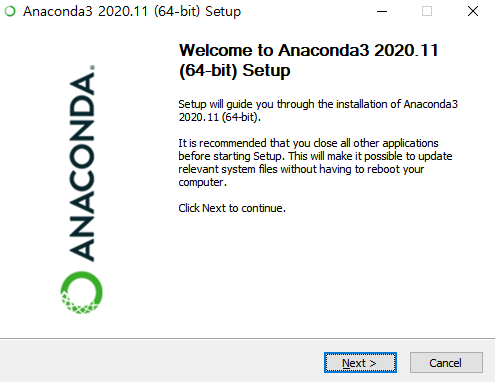 Anaconda3 2020.11 (64-bit) Setup
Welcome to Anaconda3 2020.11
(64-bit) Setup
Setup will guide you through the installation of Anaconda3
2020.11 (64-bit).
It is recommended that you close all other applications
before starting Setup. This will make it possible to update
relevant system files without having to reboot your
computer.
Click Next to continue.
ANACONDA.
Next >
Cancel